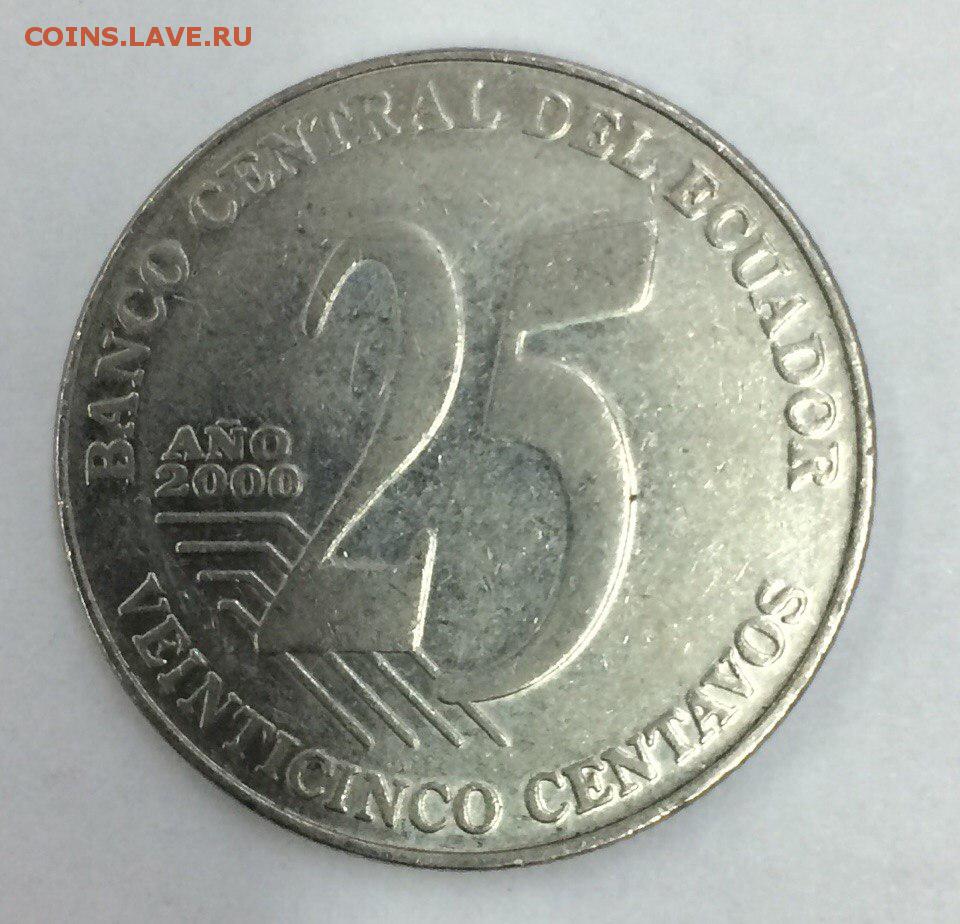 COINS.LAVE.RU
BANCO CENTRAL DEL ECUADOR
25
AÑO
2000
VEINTICINCO CENTAVOS